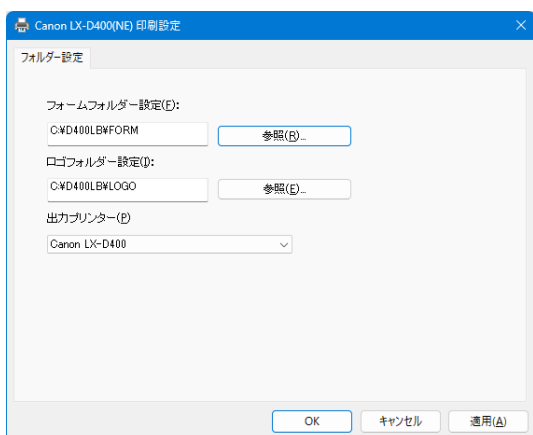 Canon LX-D400(NE) 印刷設定
フォルダー設定
フォームフォルダー設定(F):
C:¥D400LB¥FORM
参照(R)...
ロゴフォルダー設定(I):
C:¥D400LB¥LOGO
参照(E)...
出力プリンター(P)
Canon LX-D400
OK キャンセル 適用(A)